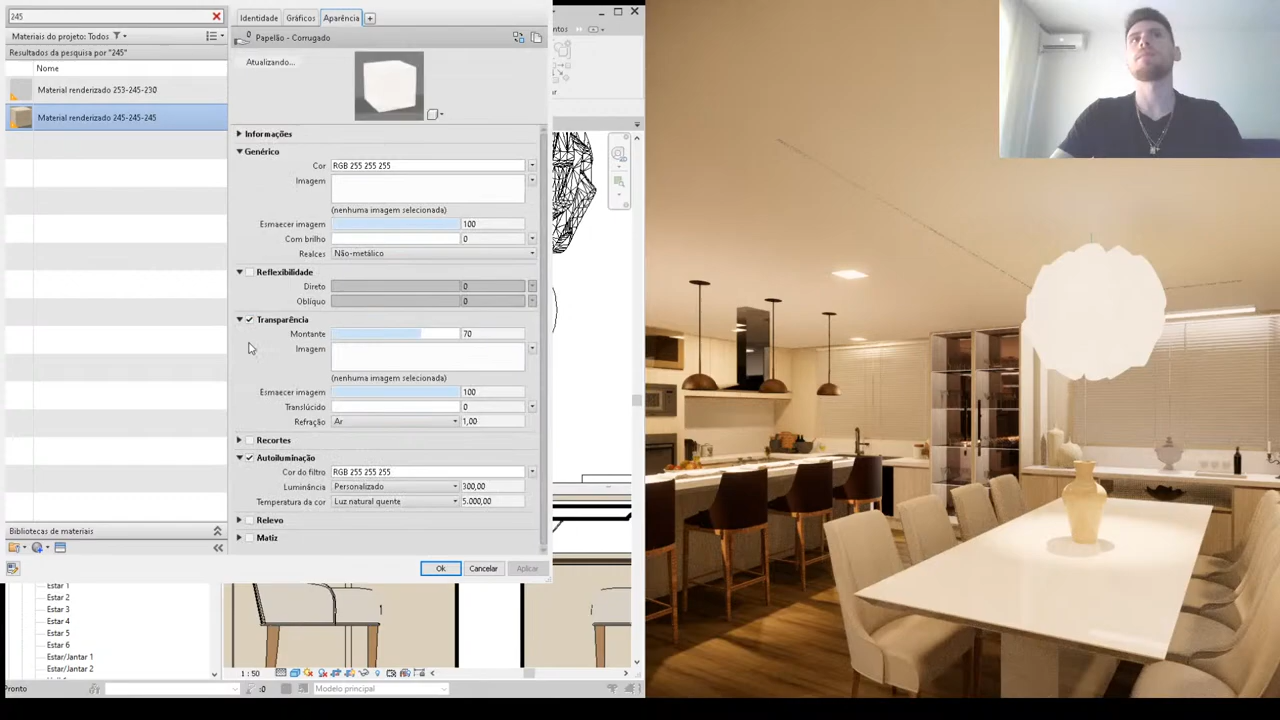 245
Materiais do projeto: Todos
Resultados da pesquisa por "245"
Nome
Material renderizado 253-245-230
Material renderizado 245-245-245
Bibliotecas de materiais
Identidade Gráficos Aparência +
0
Papelão - Corrugado
Atualizando...
Informações
Genérico
Cor RGB 255 255 255
Imagem
(nenhuma imagem selecionada)
Esmaecer imagem 100
Com brilho 0
Realces Não-metálico
Reflexibilidade
Direto 0
Oblíquo 0
Transparência
Montante 70
Imagem
(nenhuma imagem selecionada)
Esmaecer imagem 100
Translúcido 0
Refração Ar 1,00
Recortes
Autoiluminação
Cor do filtro RGB 255 255 255
Luminância Personalizado 300,00
Temperatura da cor Luz natural quente 5.000,00
Relevo
Matiz
Ok Cancelar Aplicar
Estar 1
Estar 2
Estar 3
Estar 4
Estar 5
Estar 6
Estar/Jantar 1
Estar/Jantar 2
1 : 50
Pronto
:0
Modelo principal